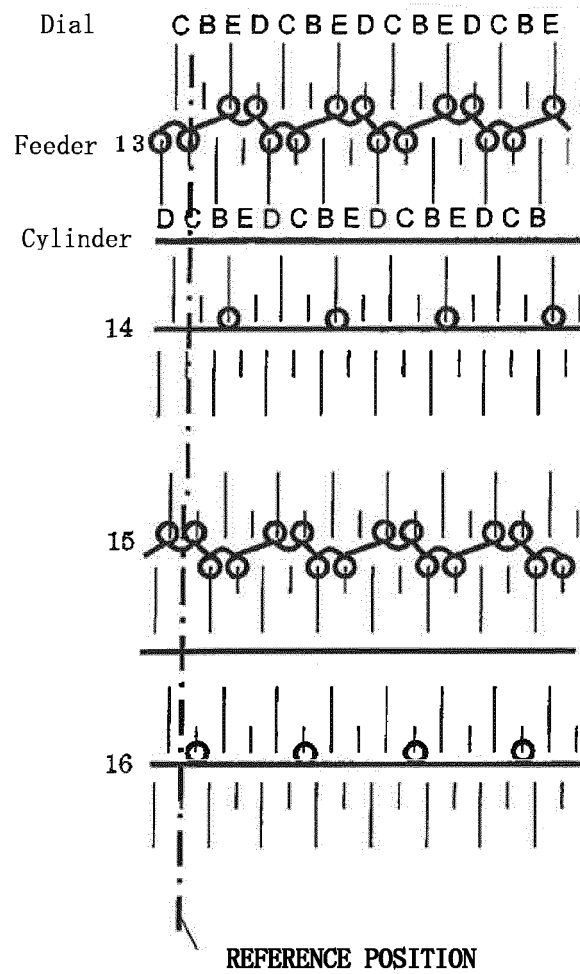 Dial C B E D C B E D C B E D C B E
Feeder 13
D C B E D C B E D C B E D C B
Cylinder
14
15
16
REFERENCE POSITION